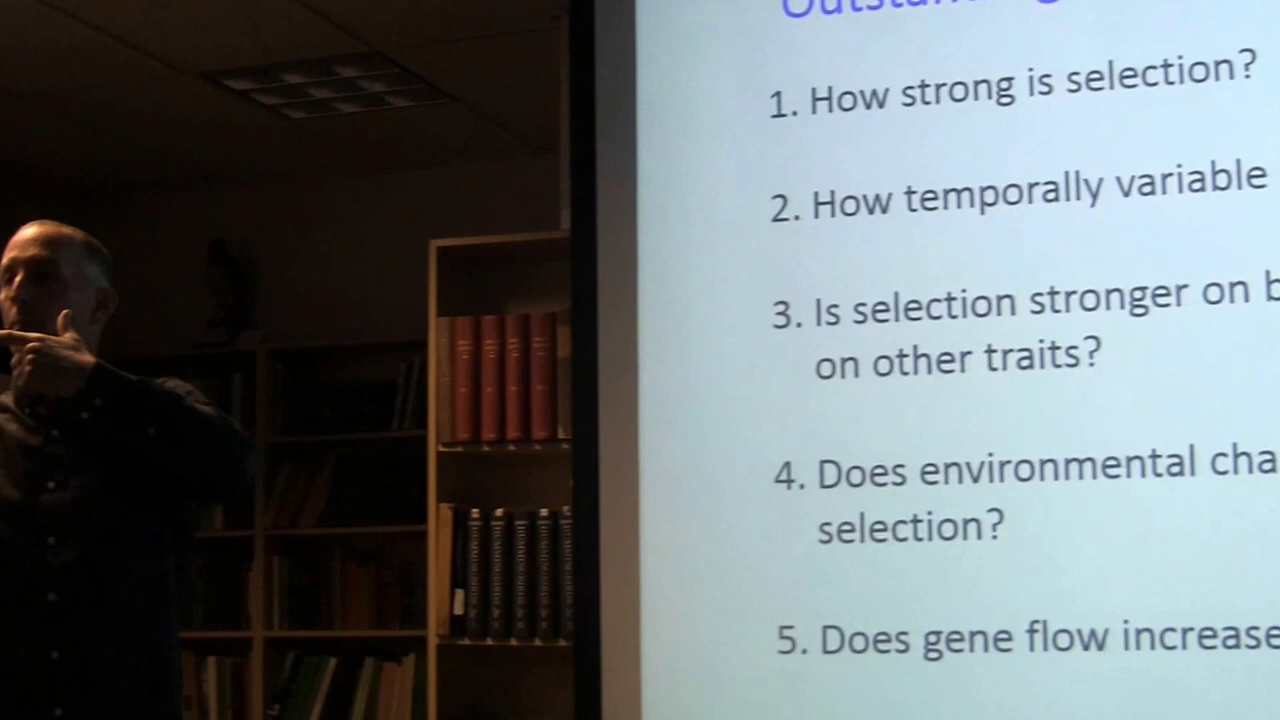 1. How strong is selection?
2. How temporally variable
3. Is selection stronger on b
on other traits?
4. Does environmental cha
selection?
5. Does gene flow increase